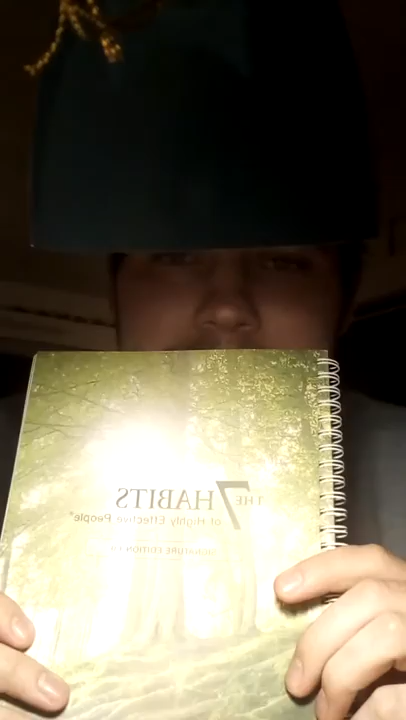 THE 7 HABITS
of Highly Effective People®
SIGNATURE EDITION